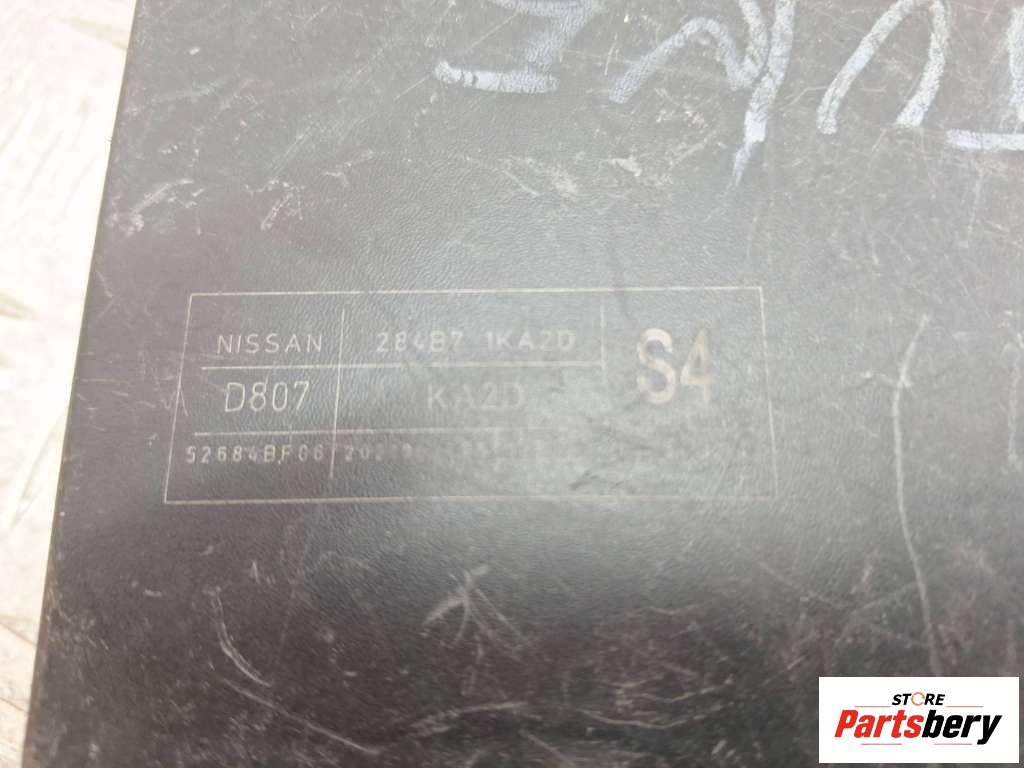 NISSAN 284B7 1KA2D S4
D807 KA2D
52684BF06
STORE
Partsbery